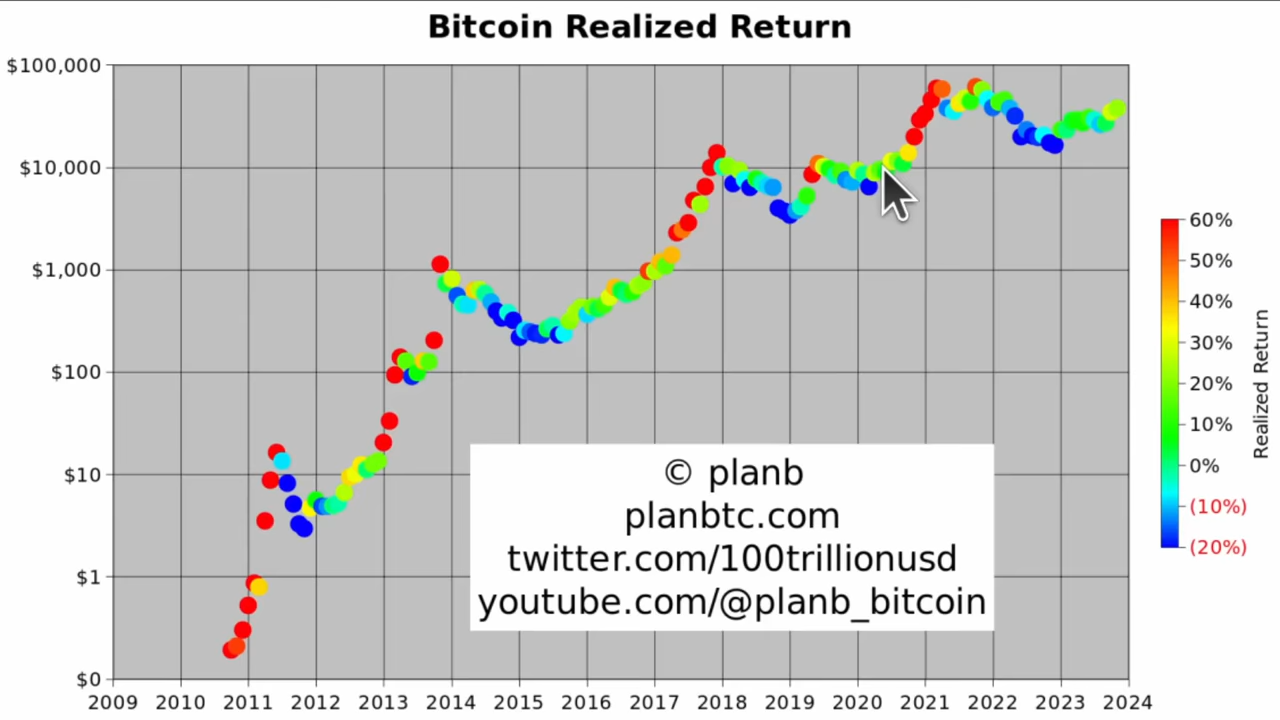 Bitcoin Realized Return
$100,000
$10,000
$1,000
$100
$10
$1
$0
2009 2010 2011 2012 2013 2014 2015 2016 2017 2018 2019 2020 2021 2022 2023 2024
© planb
planbtc.com
twitter.com/100trillionusd
youtube.com/@planb_bitcoin
60%
50%
40%
30%
20%
10%
0%
(10%)
(20%)
Realized Return